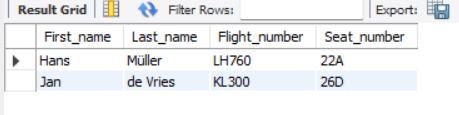 Result Grid Filter Rows: Export:
First_name Last_name Flight_number Seat_number
Hans Müller LH760 22A
Jan de Vries KL300 26D